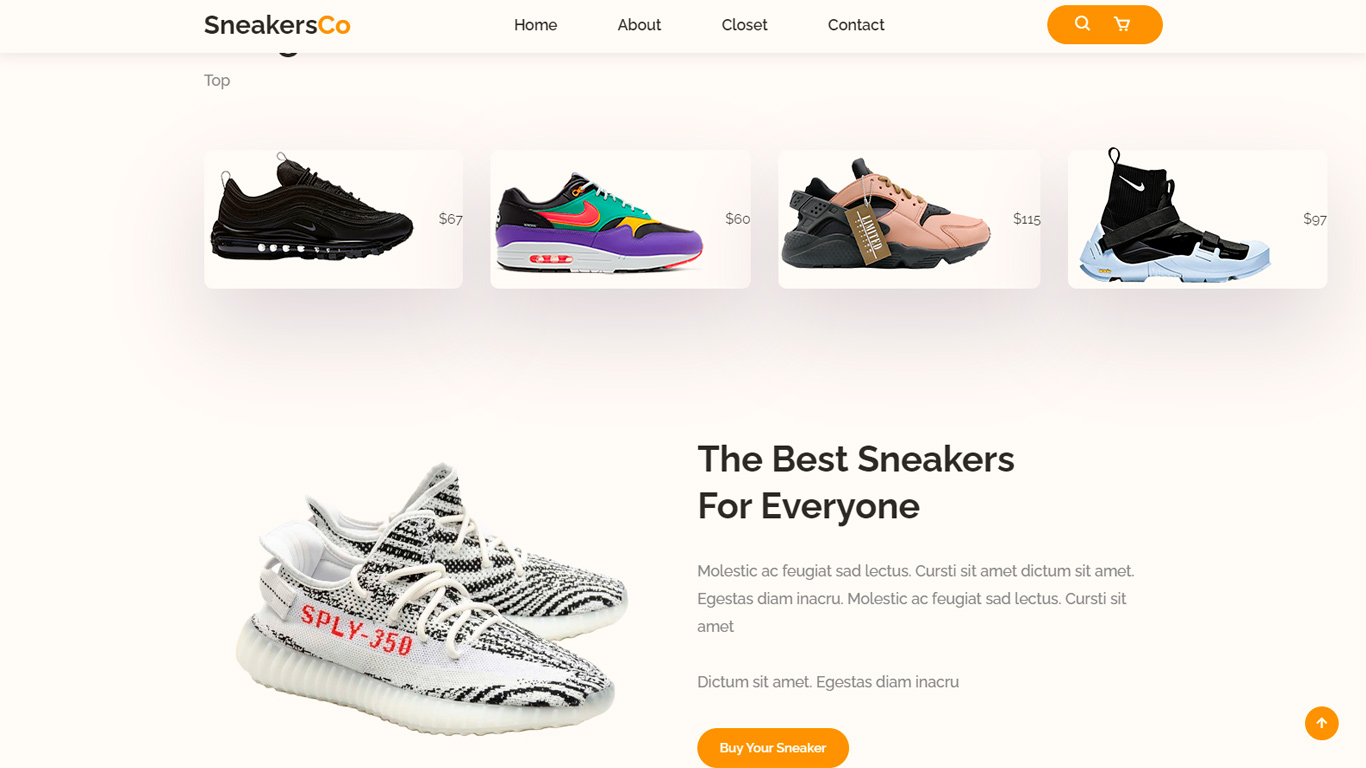 SneakersCo
Home
About
Closet
Contact
Top
$67
$60
LIMITED
$115
$97
The Best Sneakers
For Everyone
SPLY-350
Molestic ac feugiat sad lectus. Cursti sit amet dictum sit amet.
Egestas diam inacru. Molestic ac feugiat sad lectus. Cursti sit
amet
Dictum sit amet. Egestas diam inacru
Buy Your Sneaker